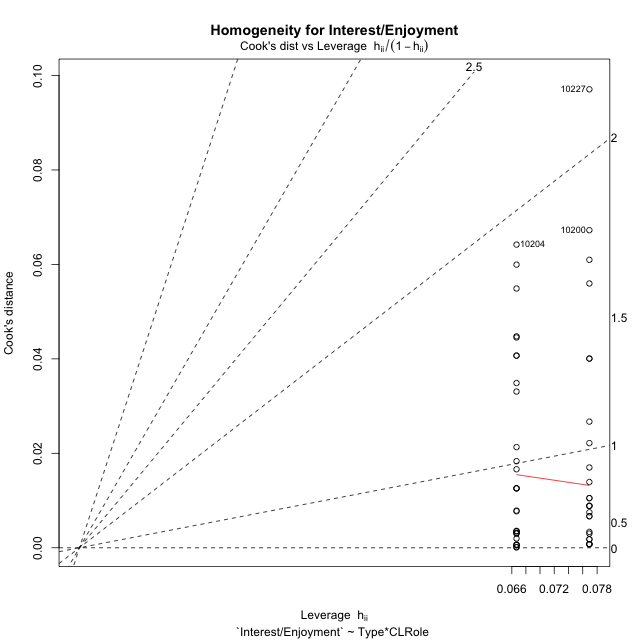 Homogeneity for Interest/Enjoyment
Cook's dist vs Leverage hii/(1 − hii)
2.5
10227
2
10200
10204
1.5
1
0.5
0
0.10
0.08
0.06
0.04
0.02
0.00
Cook's distance
0.066 0.072 0.078
Leverage hii
`Interest/Enjoyment` ~ Type*CLRole